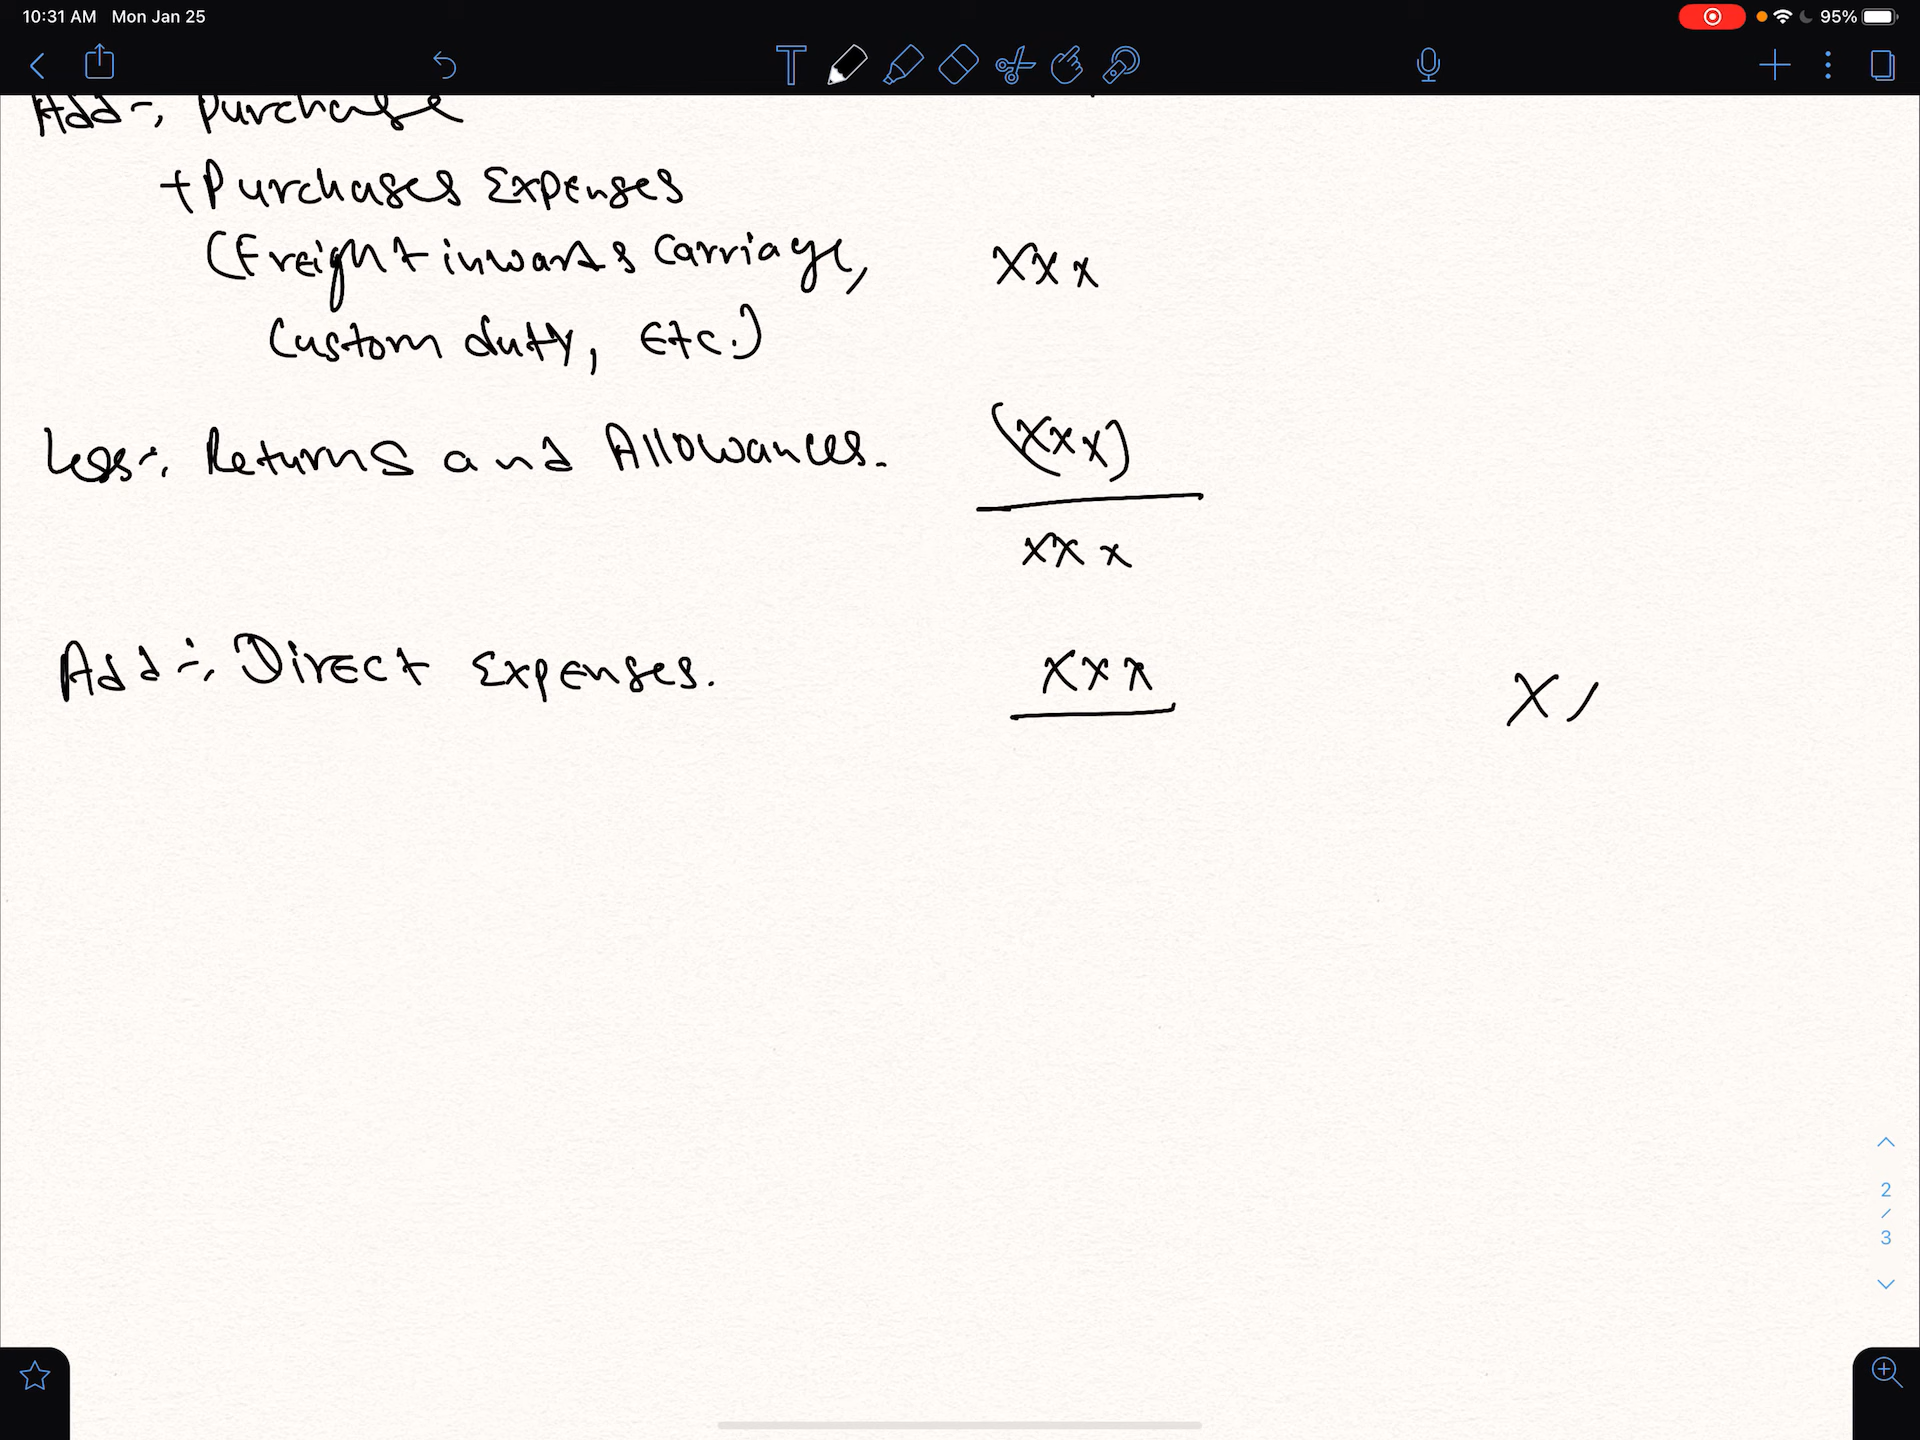 10:31 AM Mon Jan 25
95%
Add:- Purchase
+ Purchases Expenses
(Freight inwards Carriage, xxx
Custom duty, Etc.)
Less:- Returns and Allowances. (xxx)
xxx
Add:- Direct Expenses. xxx X
2
/
3